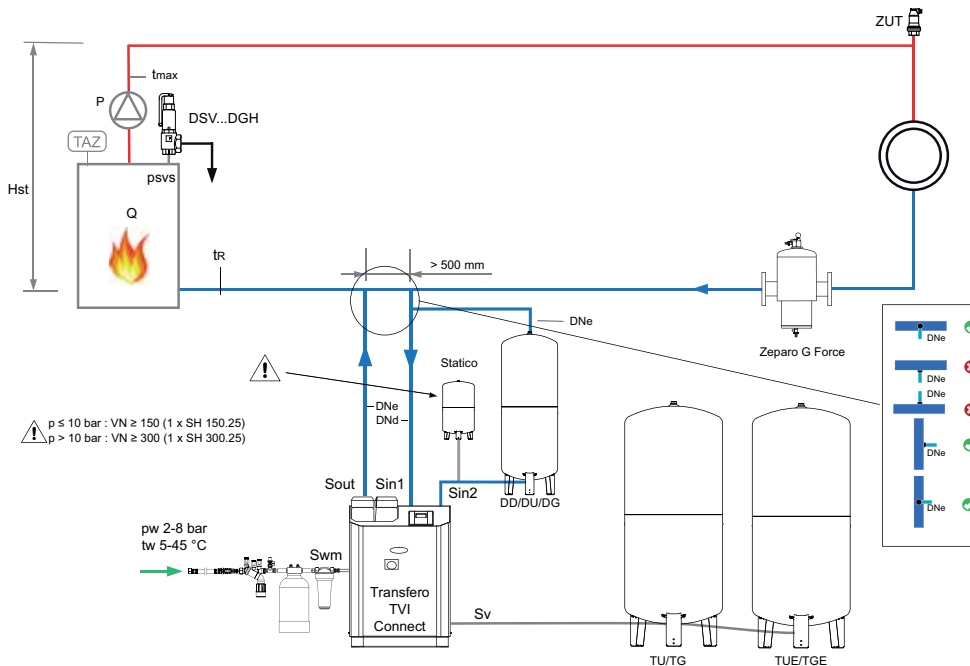 ZUT
tmax
P
DSV...DGH
TAZ
psvs
Hst
Q
tR
> 500 mm
DNe
Zeparo G Force
DNe
DNe
DNe
DNe
DNe
Statico
DNe
DNd
p ≤ 10 bar : VN ≥ 150 (1 x SH 150.25)
p > 10 bar : VN ≥ 300 (1 x SH 300.25)
Sout
Sin1
Sin2
DD/DU/DG
pw 2-8 bar
tw 5-45 °C
Swm
Transfero
TVI
Connect
Sv
TU/TG
TUE/TGE